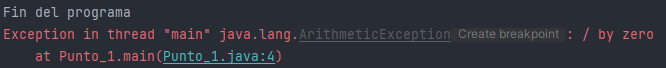 Fin del programa
Exception in thread "main" java.lang.ArithmeticException Create breakpoint : / by zero
    at Punto_1.main(Punto_1.java:4)